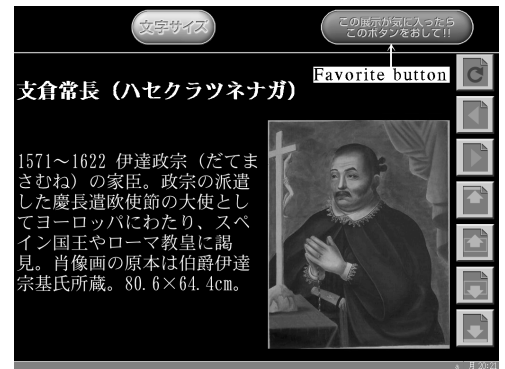 文字サイズ
この展示が気に入ったら
このボタンをおして!!
Favorite button
支倉常長（ハセクラツネナガ）
1571～1622 伊達政宗（だてま
さむね）の家臣。政宗の派遣
した慶長遣欧使節の大使とし
てヨーロッパにわたり、スペ
イン国王やローマ教皇に謁
見。肖像画の原本は伯爵伊達
宗基氏所蔵。80.6×64.4cm。
月 20:21